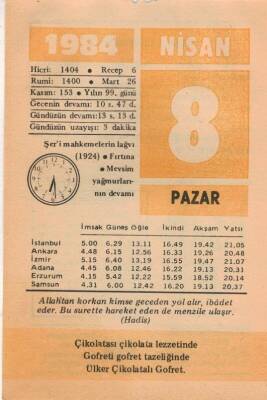 1984 NİSAN
Hicri: 1404 • Recep 6
Rumi: 1400 • Mart 26
Kasım: 153 • Yılın 99. günü
Gecenin devamı: 10 s. 47 d.
Gündüzün devamı: 13 s. 13 d.
Gündüzün uzayışı: 3 dakika
8
Şer'i mahkemelerin lağvi
(1924) • Fırtına
• Mevsim
yağmurları-
nın devamı
PAZAR
İmsak Güneş Öğle İkindi Akşam Yatsı
İstanbul 5.00 6.29 13.11 16.49 19.42 21.05
Ankara 4.48 6.15 12.56 16.33 19.26 20.48
İzmir 5.15 6.40 13.19 16.55 19.47 21.07
Adana 4.45 6.08 12.46 16.22 19.13 20.31
Erzurum 4.15 5.42 12.22 15.59 18.52 20.14
Samsun 4.31 6.00 12.42 16.20 19.13 20.37
Allahtan korkan kimse geceden yol alır, ibâdet
eder. Bu surette hareket eden de menzile ulaşır.
(Hadis)
Çikolatası çikolata lezzetinde
Gofreti gofret tazeliğinde
Ülker Çikolatalı Gofret.